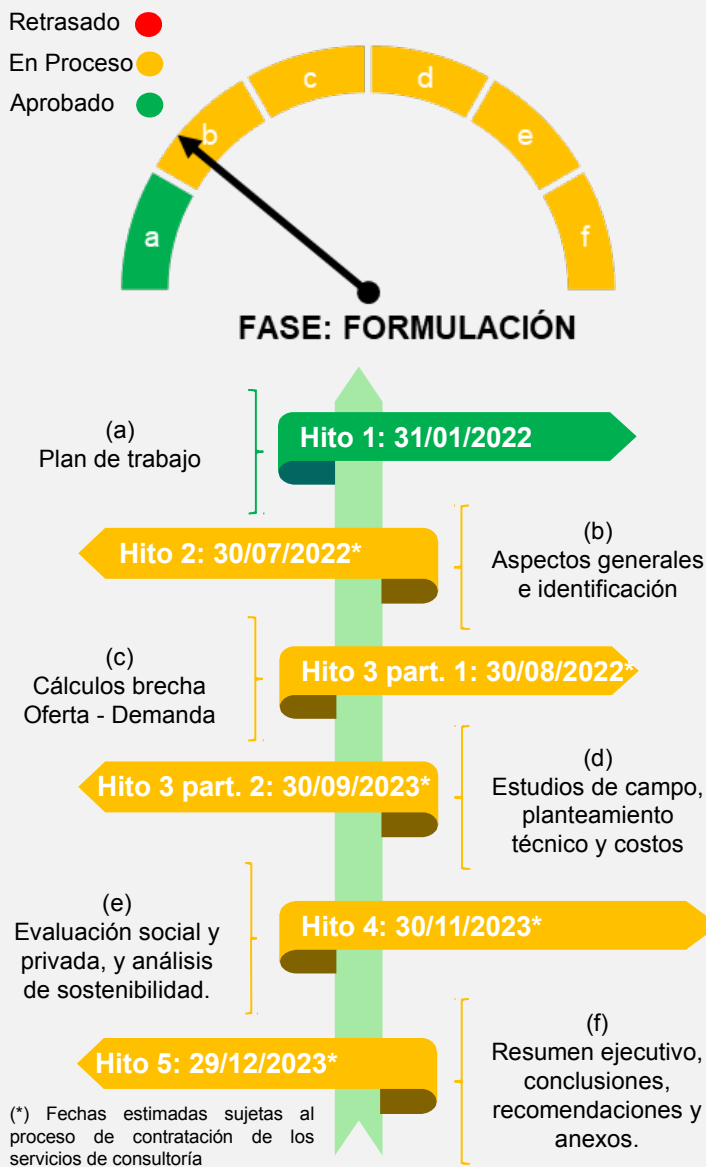 Retrasado
En Proceso
Aprobado
a
b
c
d
e
f
FASE: FORMULACIÓN
(a)
Plan de trabajo
Hito 1: 31/01/2022
Hito 2: 30/07/2022*
(b)
Aspectos generales
e identificación
(c)
Cálculos brecha
Oferta - Demanda
Hito 3 part. 1: 30/08/2022*
Hito 3 part. 2: 30/09/2023*
(d)
Estudios de campo,
planteamiento
técnico y costos
(e)
Evaluación social y
privada, y análisis
de sostenibilidad.
Hito 4: 30/11/2023*
Hito 5: 29/12/2023*
(f)
Resumen ejecutivo,
conclusiones,
recomendaciones y
anexos.
(*) Fechas estimadas sujetas al
proceso de contratación de los
servicios de consultoría